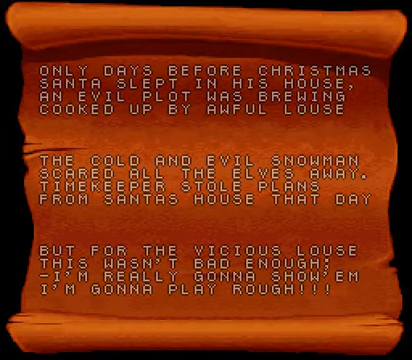 ONLY DAYS BEFORE CHRISTMAS
SANTA SLEPT IN HIS HOUSE,
AN EVIL PLOT WAS BREWING
COOKED UP BY AWFUL LOUSE
THE COLD AND EVIL SNOWMAN
SCARED ALL THE ELVES AWAY.
TIMEKEEPER STOLE PLANS
FROM SANTAS HOUSE THAT DAY
BUT FOR THE VICIOUS LOUSE
THIS WASN'T BAD ENOUGH;
-I'M REALLY GONNA SHOW'EM
I'M GONNA PLAY ROUGH!!!